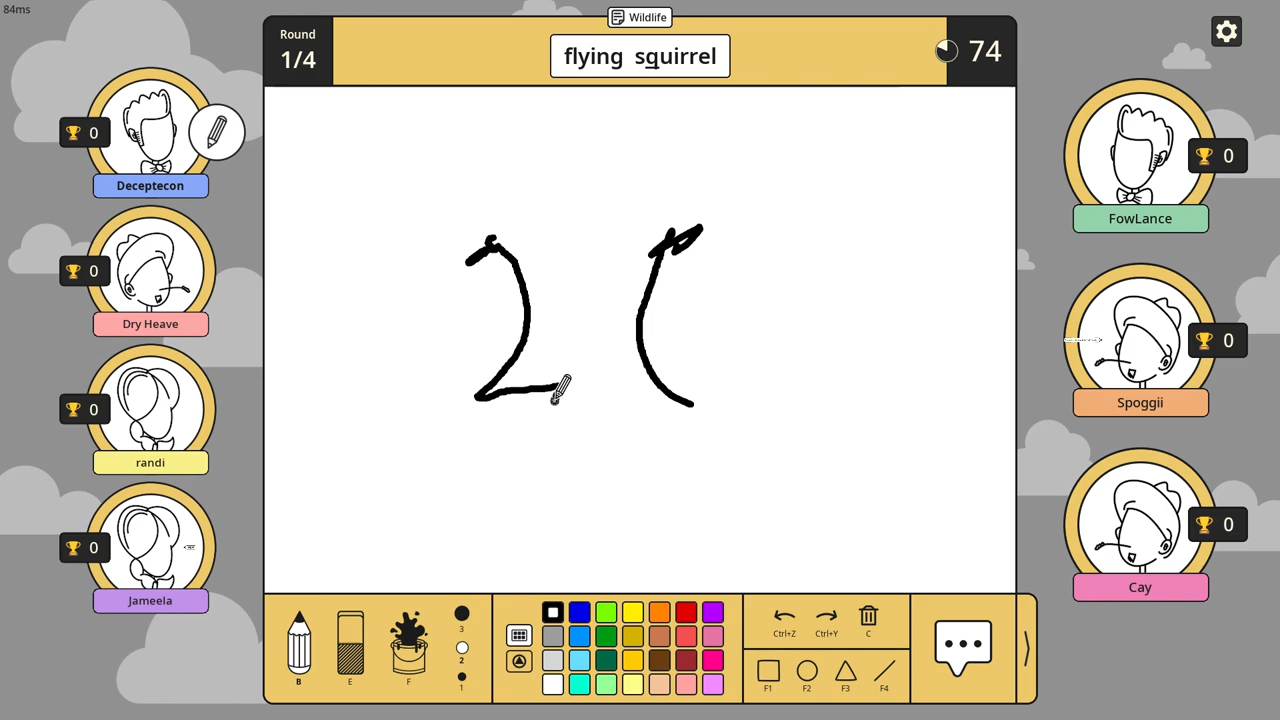 84ms
Wildlife
Round
1/4
flying squirrel
74
0
Deceptecon
0
Dry Heave
0
randi
0
Jameela
0
FowLance
0
Spoggii
0
Cay
B
E
F
3
2
1
Ctrl+Z
Ctrl+Y
C
F1
F2
F3
F4